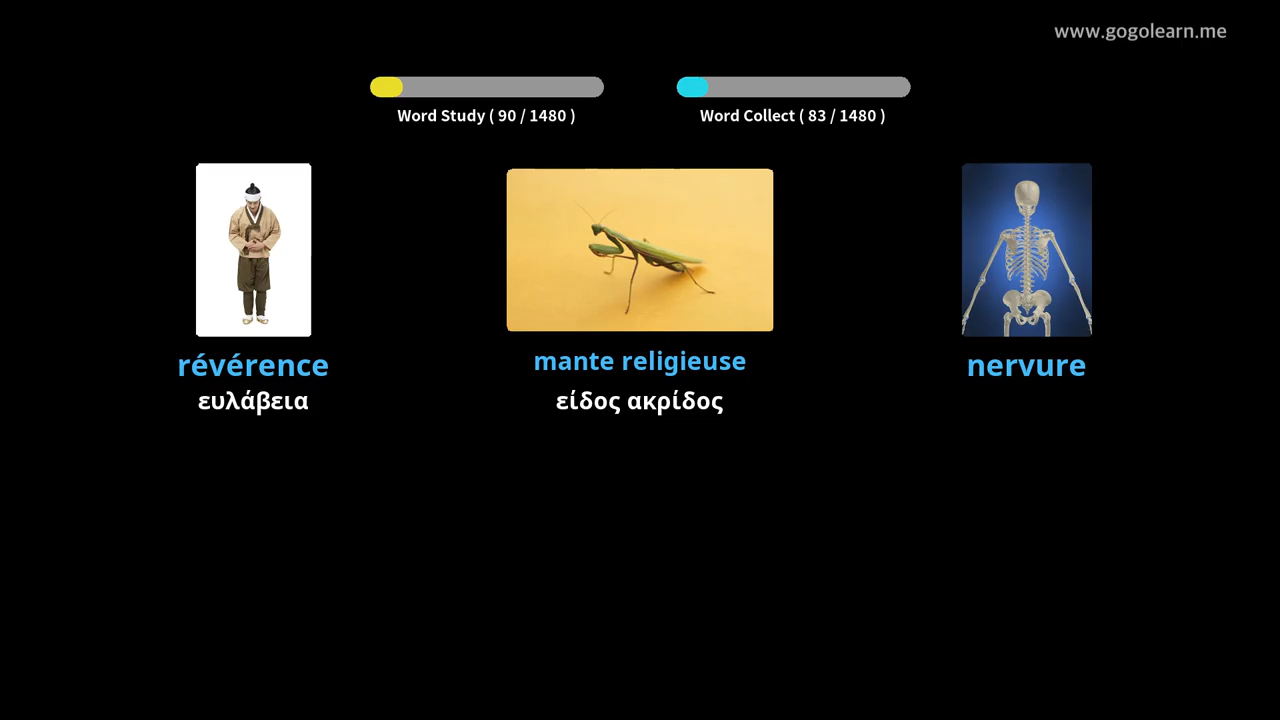 www.gogolearn.me
Word Study ( 90 / 1480 )
Word Collect ( 83 / 1480 )
révérence
ευλάβεια
mante religieuse
είδος ακρίδος
nervure